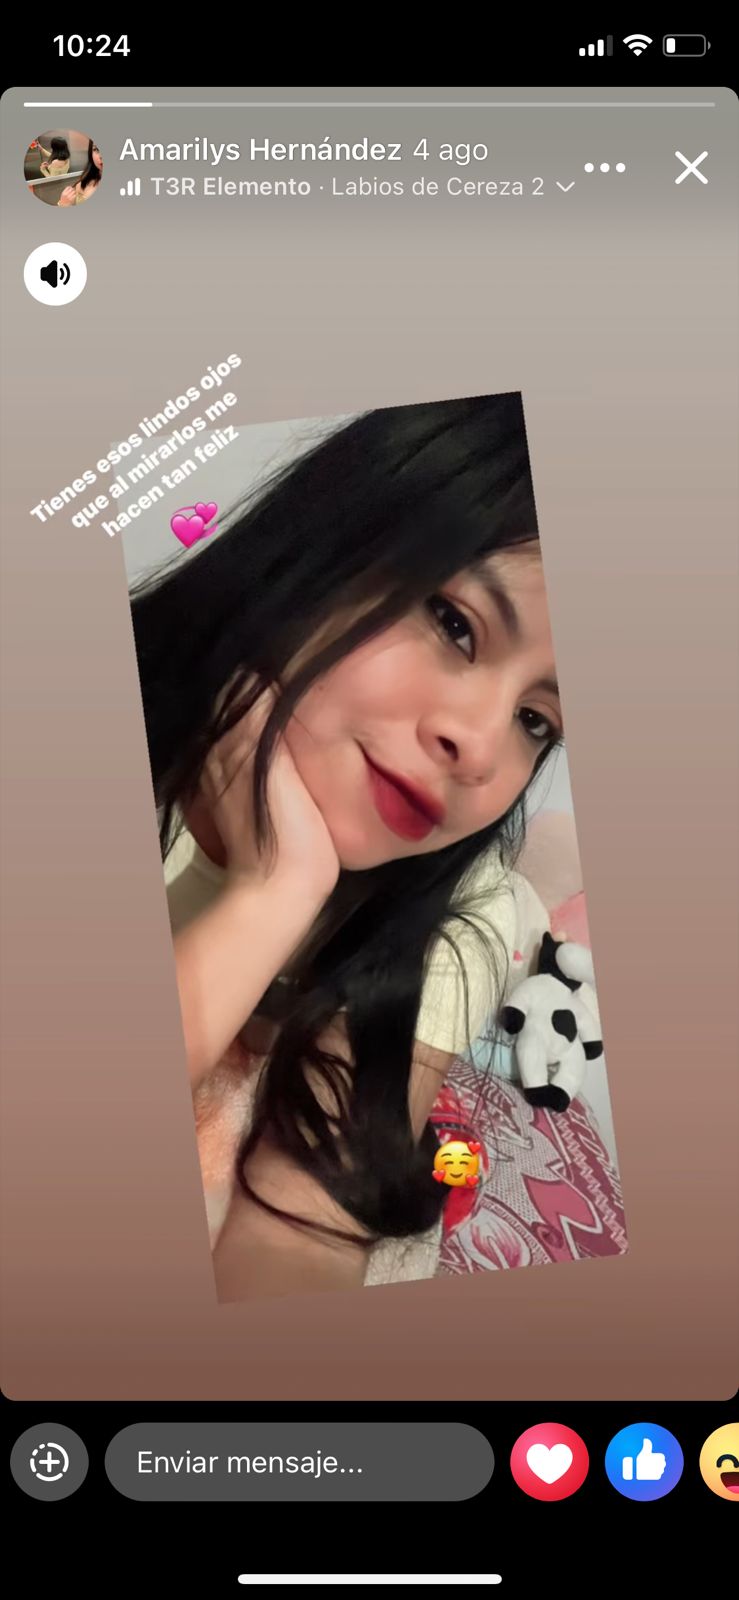 10:24
Amarilys Hernández 4 ago
T3R Elemento · Labios de Cereza 2
Tienes esos lindos ojos
que al mirarlos me
hacen tan feliz
Enviar mensaje...